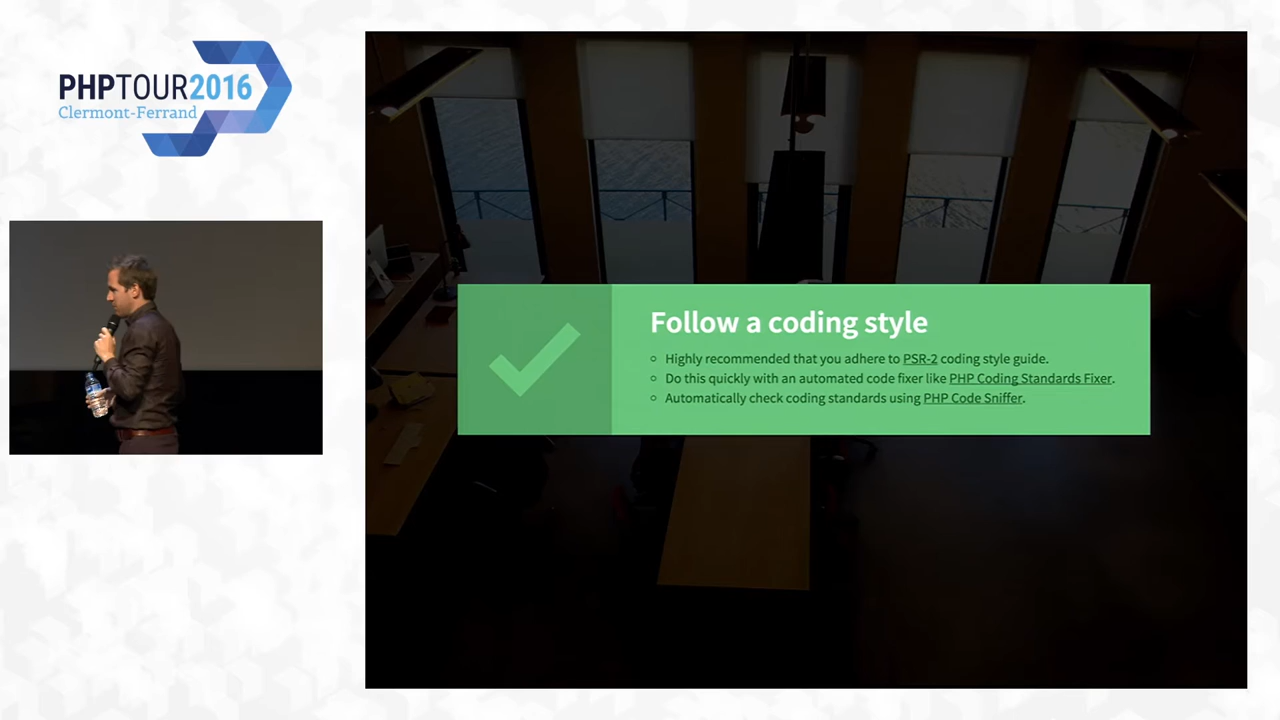 PHPTOUR2016
Clermont-Ferrand
Follow a coding style
Highly recommended that you adhere to PSR-2 coding style guide.
Do this quickly with an automated code fixer like PHP Coding Standards Fixer.
Automatically check coding standards using PHP Code Sniffer.